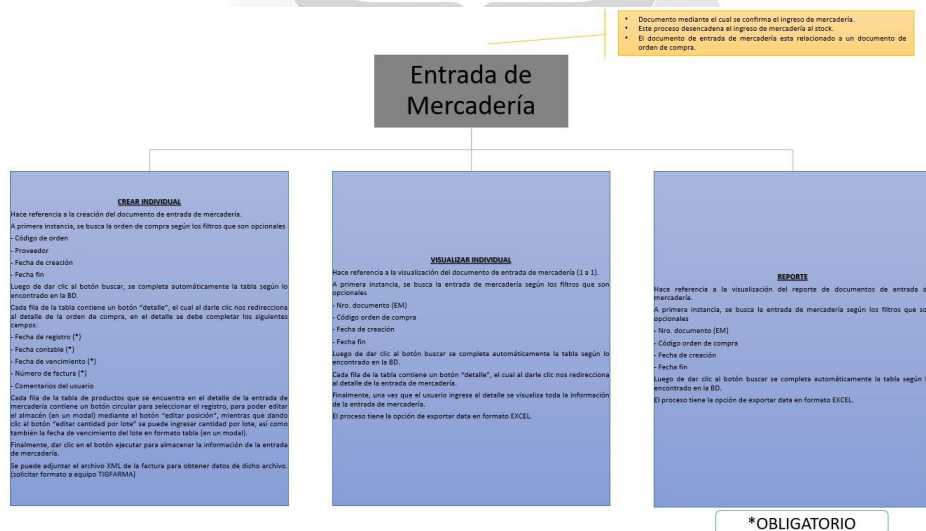 • Documento mediante el cual se confirma el ingreso de mercadería.
• Este proceso desencadena el ingreso de mercadería al stock.
• El documento de entrada de mercadería esta relacionado a un documento de
orden de compra.
Entrada de
Mercadería
CREAR INDIVIDUAL
Hace referencia a la creación del documento de entrada de mercadería.
A primera instancia, se busca la orden de compra según los filtros que son opcionales
- Código de orden
- Proveedor
- Fecha de creación
- Fecha fin
Luego de dar clic al botón buscar, se completa automáticamente la tabla según lo
encontrado en la BD.
Cada fila de la tabla contiene un botón "detalle", el cual al darle clic nos redirecciona
al detalle de la orden de compra, en el detalle se debe completar los siguientes
campos:
- Fecha de registro (*)
- Fecha contable (*)
- Fecha de vencimiento (*)
- Número de factura (*)
- Comentarios del usuario
Cada fila de la tabla de productos que se encuentra en el detalle de la entrada de
mercadería contiene un botón circular para seleccionar el registro, para poder editar
el almacén (en un modal) mediante el botón "editar posición", mientras que dando
clic al botón "editar cantidad por lote" se puede ingresar cantidad por lote, así como
también la fecha de vencimiento del lote en formato tabla (en un modal).
Finalmente, dar clic en el botón ejecutar para almacenar la información de la entrada
de mercadería.
Se puede adjuntar el archivo XML de la factura para obtener datos de dicho archivo.
(solicitar formato a equipo TIGFARMA)
VISUALIZAR INDIVIDUAL
Hace referencia a la visualización del documento de entrada de mercadería (1 a 1).
A primera instancia, se busca la entrada de mercadería según los filtros que son
opcionales
- Nro. documento (EM)
- Código orden de compra
- Fecha de creación
- Fecha fin
Luego de dar clic al botón buscar se completa automáticamente la tabla según lo
encontrado en la BD.
Cada fila de la tabla contiene un botón "detalle", el cual al darle clic nos redirecciona
al detalle de la entrada de mercadería.
Finalmente, una vez que el usuario ingresa al detalle se visualiza toda la información
de la entrada de mercadería.
El proceso tiene la opción de exportar data en formato EXCEL.
REPORTE
Hace referencia a la visualización del reporte de documentos de entrada d
mercadería.
A primera instancia, se busca la entrada de mercadería según los filtros que so
opcionales
- Nro. documento (EM)
- Código orden de compra
- Fecha de creación
- Fecha fin
Luego de dar clic al botón buscar se completa automáticamente la tabla según l
encontrado en la BD.
El proceso tiene la opción de exportar data en formato EXCEL.
*OBLIGATORIO